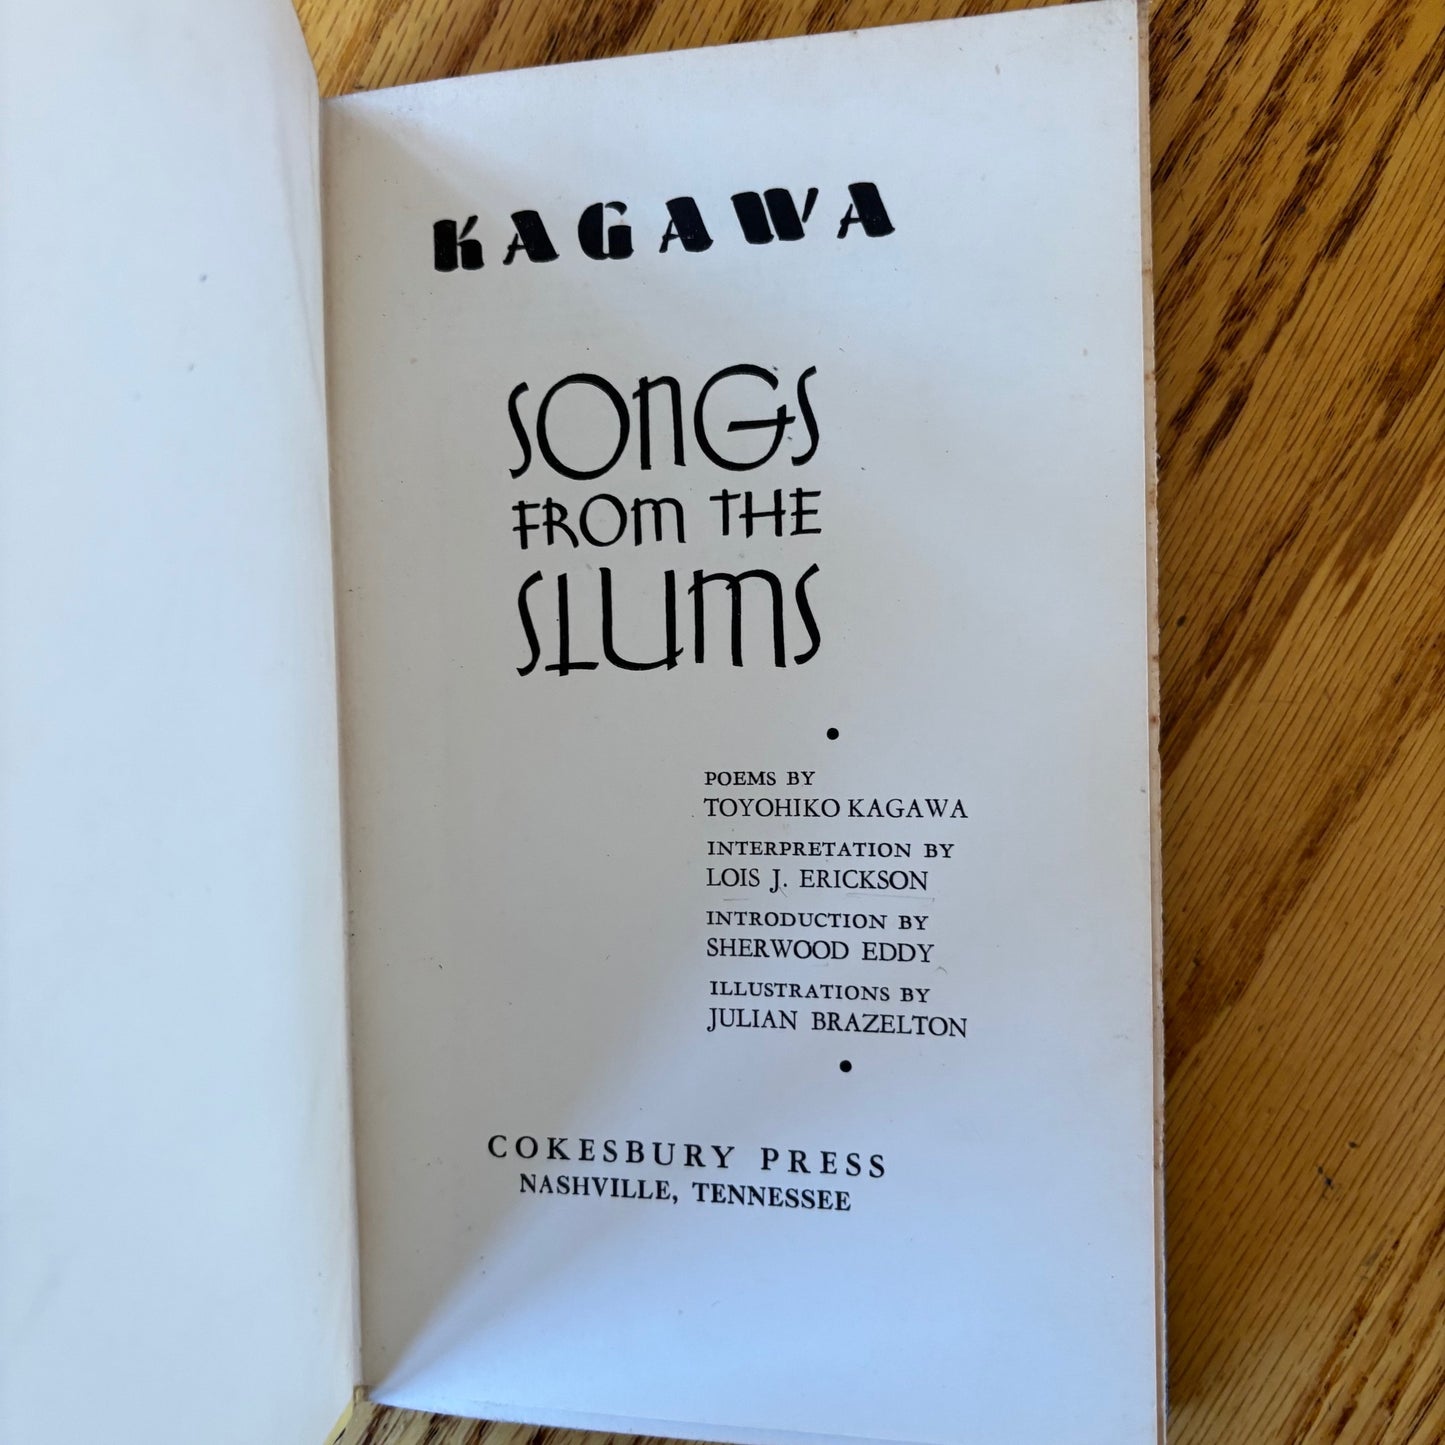 KAGAWA
SONGS
FROM THE
SLUMS
POEMS BY
TOYOHIKO KAGAWA
INTERPRETATION BY
LOIS J. ERICKSON
INTRODUCTION BY
SHERWOOD EDDY
ILLUSTRATIONS BY
JULIAN BRAZELTON
COKESBURY PRESS
NASHVILLE, TENNESSEE